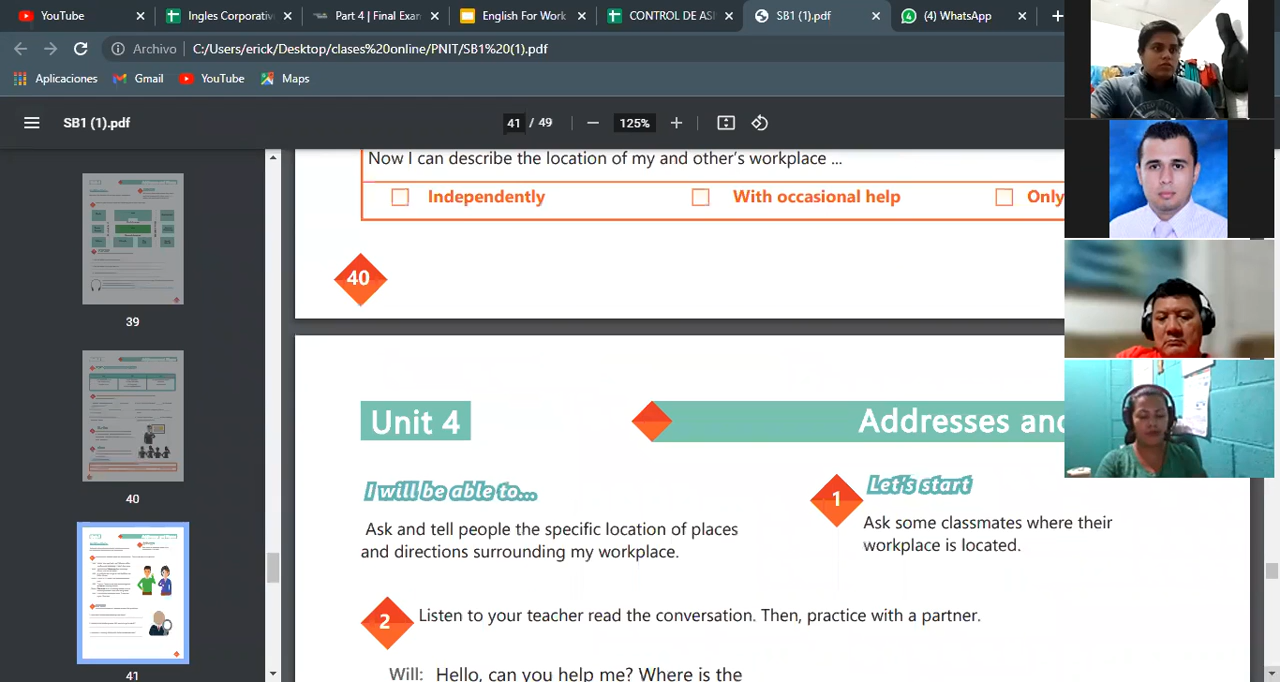 YouTube
Ingles Corporativ
Part 4 | Final Exar
English For Work
CONTROL DE ASI
SB1 (1).pdf
(4) WhatsApp
Archivo
C:/Users/erick/Desktop/clases%20online/PNIT/SB1%20(1).pdf
Aplicaciones
Gmail
YouTube
Maps
SB1 (1).pdf
41 / 49
125%
39
40
41
Now I can describe the location of my and other's workplace ...
Independently
With occasional help
Only
40
Unit 4
Addresses and
I will be able to...
Ask and tell people the specific location of places
and directions surrounding my workplace.
1
Let's start
Ask some classmates where their
workplace is located.
2
Listen to your teacher read the conversation. Then, practice with a partner.
Will: Hello, can you help me? Where is the